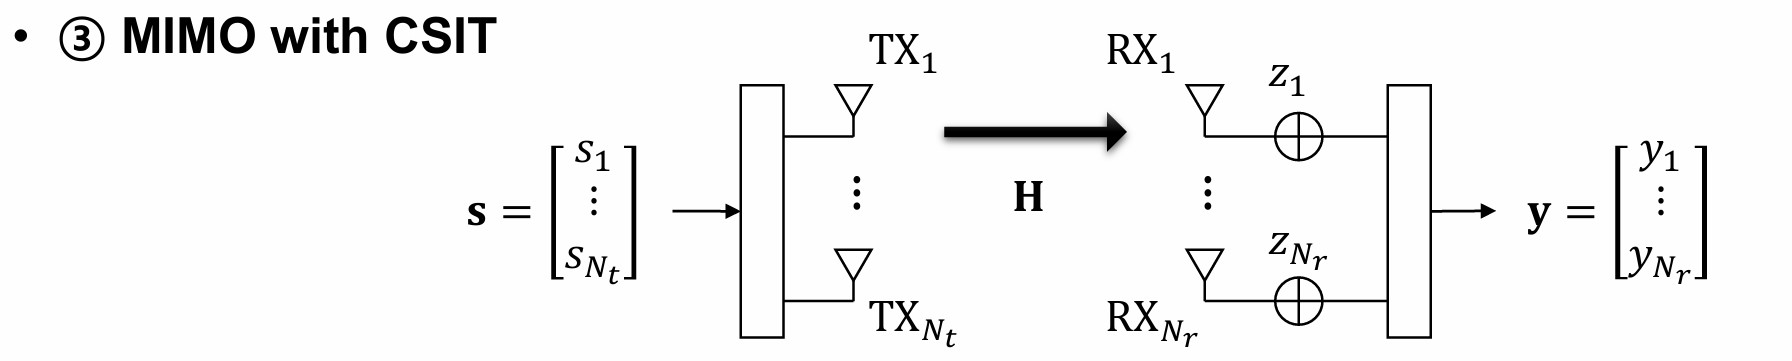 • ③ MIMO with CSIT
TX₁
RX₁
z₁
s = [s₁ ⋮ s_{N_t}]
⋮
H
⋮
y = [y₁ ⋮ y_{N_r}]
z_{N_r}
TX_{N_t}
RX_{N_r}